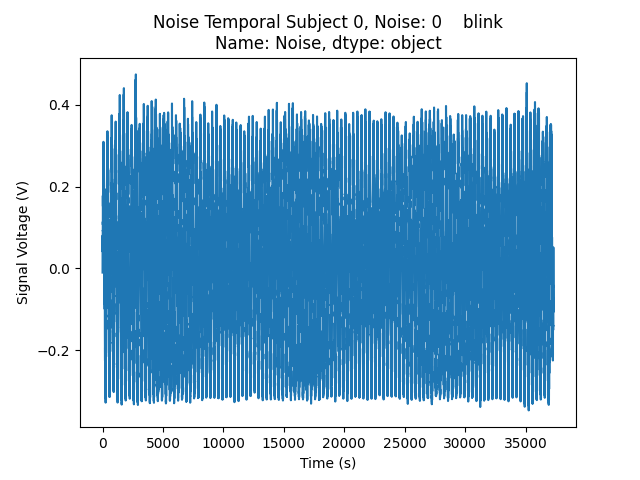 Noise Temporal Subject 0, Noise: 0    blink
Name: Noise, dtype: object
Signal Voltage (V)
0.4
0.2
0.0
−0.2
0 5000 10000 15000 20000 25000 30000 35000
Time (s)